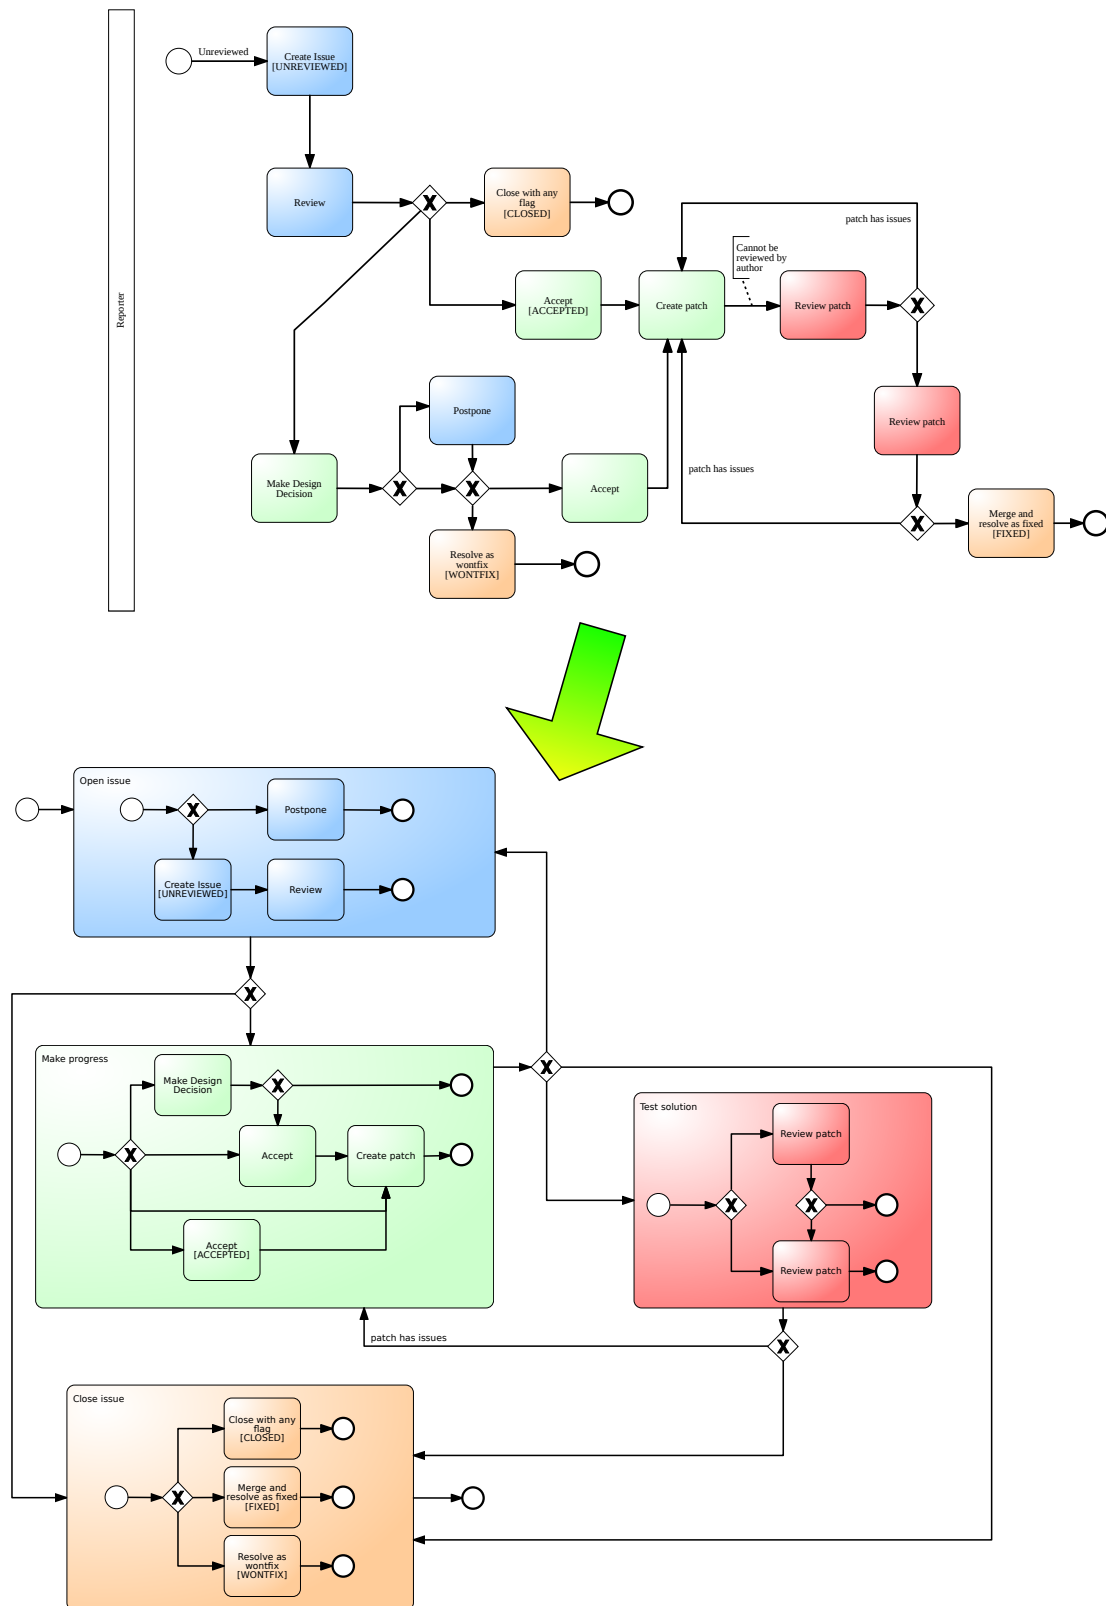 Unreviewed
Create Issue
[UNREVIEWED]
Reporter
Review
Close with any
flag
[CLOSED]
patch has issues
Cannot be
reviewed by
author
Accept
[ACCEPTED]
Create patch
Review patch
Postpone
Review patch
Make Design
Decision
Accept
patch has issues
Merge and
resolve as fixed
[FIXED]
Resolve as
wontfix
[WONTFIX]
Open issue
Postpone
Create Issue
[UNREVIEWED]
Review
Make progress
Make Design
Decision
Accept
Create patch
Accept
[ACCEPTED]
Test solution
Review patch
Review patch
patch has issues
Close issue
Close with any
flag
[CLOSED]
Merge and
resolve as fixed
[FIXED]
Resolve as
wontfix
[WONTFIX]